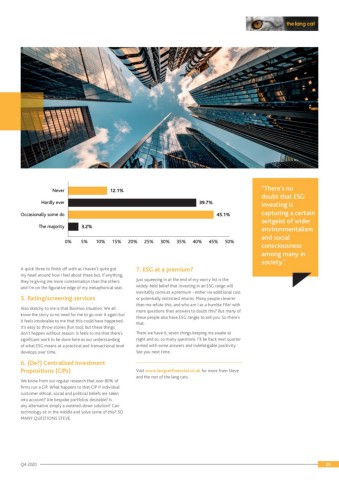 the lang cat
Never
12.1%
Hardly ever
39.7%
Occasionally some do
45.1%
The majority
3.2%
0% 5% 10% 15% 20% 25% 30% 35% 40% 45% 50%
"There's no
doubt that ESG
investing is
capturing a certain
zeitgeist of wider
environmentalism
and social
consciousness
among many in
society."
A quick three to finish off with as I haven't quite got
my head around how I feel about these but, if anything,
they're giving me more consternation than the others
and I'm on the figurative edge of my metaphorical seat.
5. Rating/screening services
Also directly to me is that Boohoo situation. We all
know the story so no need for me to go over it again but
it feels intolerable to me that this could have happened.
It's easy to throw stones (fun too), but these things
don't happen without reason. It feels to me that there's
significant work to be done here as our understanding
of what ESG means at a practical and transactional level
develops over time.
6. (De?) Centralised Investment
Propositions (CIPs)
We know from our regular research that over 80% of
firms run a CIP. What happens to that CIP if individual
customer ethical, social and political beliefs are taken
into account? Are bespoke portfolios desirable? Is
any alternative simply a watered-down solution? Can
technology sit in the middle and solve some of this? SO
MANY QUESTIONS STEVE.
7. ESG at a premium?
Just squeezing in at the end of my worry list is the
widely-held belief that investing in an ESG range will
inevitably come at a premium – either via additional cost
or potentially restricted returns. Many people cleverer
than me refute this, and who am I as a humble filler with
more questions than answers to doubt this? But many of
those people also have ESG ranges to sell you. So there's
that.
There we have it, seven things keeping me awake at
night and so, so many questions. I'll be back next quarter
armed with some answers and indefatigable positivity.
See you next time.
Visit www.langcatfinancial.co.uk for more from Steve
and the rest of the lang cats.
Q4 2020